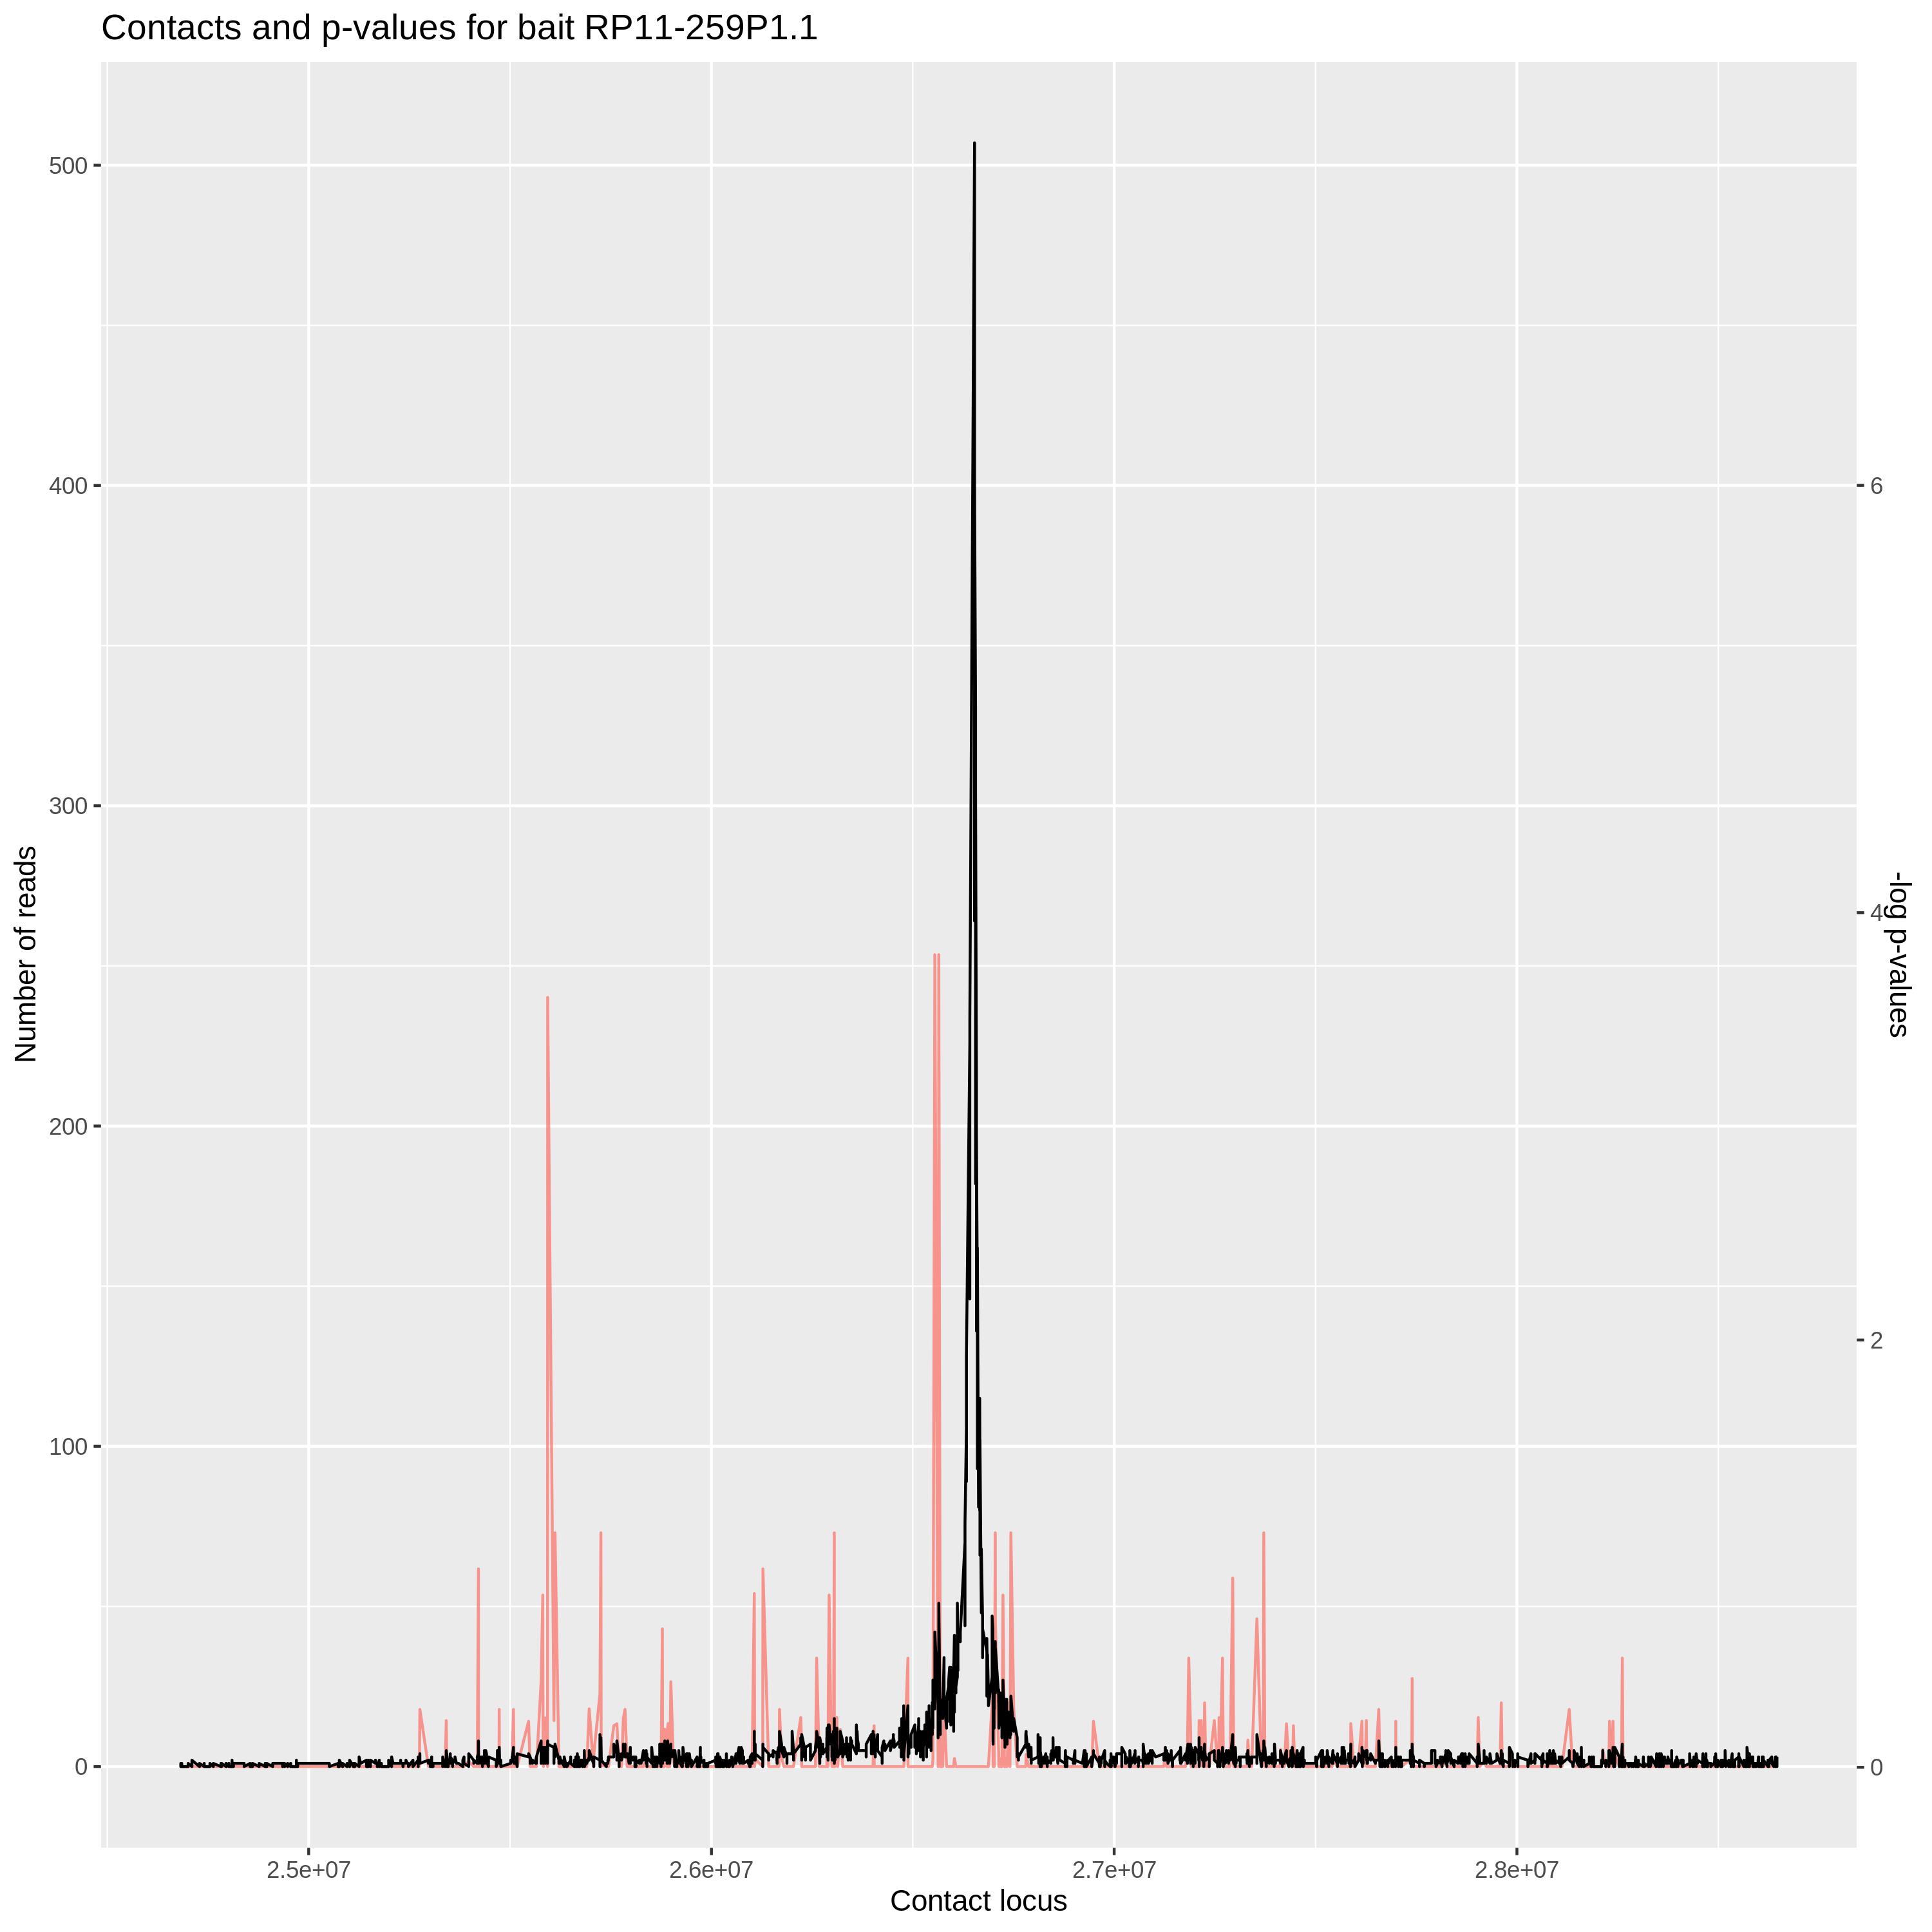 Contacts and p-values for bait RP11-259P1.1
500
400
300
200
100
0
Number of reads
6
4
2
0
-log p-values
2.5e+07 2.6e+07 2.7e+07 2.8e+07
Contact locus